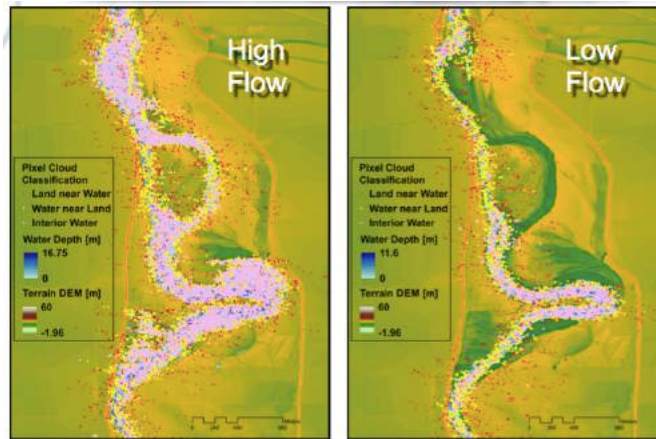 High
Flow
Pixel Cloud
Classification
Land near Water
Water near Land
Interior Water
Water Depth [m]
16.75
0
Terrain DEM [m]
60
-1.96
Low
Flow
Pixel Cloud
Classification
Land near Water
Water near Land
Interior Water
Water Depth [m]
11.6
0
Terrain DEM [m]
60
-1.96